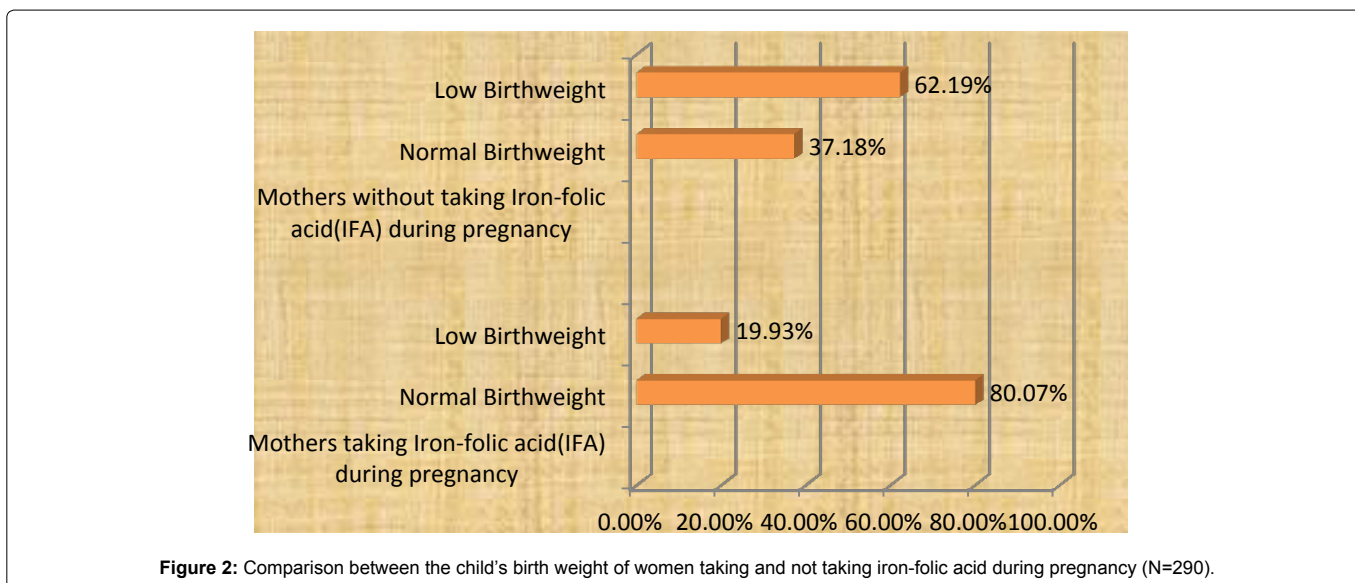 Low Birthweight 62.19%
Normal Birthweight 37.18%
Mothers without taking Iron-folic
acid(IFA) during pregnancy
Low Birthweight 19.93%
Normal Birthweight 80.07%
Mothers taking Iron-folic acid(IFA)
during pregnancy
0.00% 20.00% 40.00% 60.00% 80.00% 100.00%
Figure 2: Comparison between the child's birth weight of women taking and not taking iron-folic acid during pregnancy (N=290).